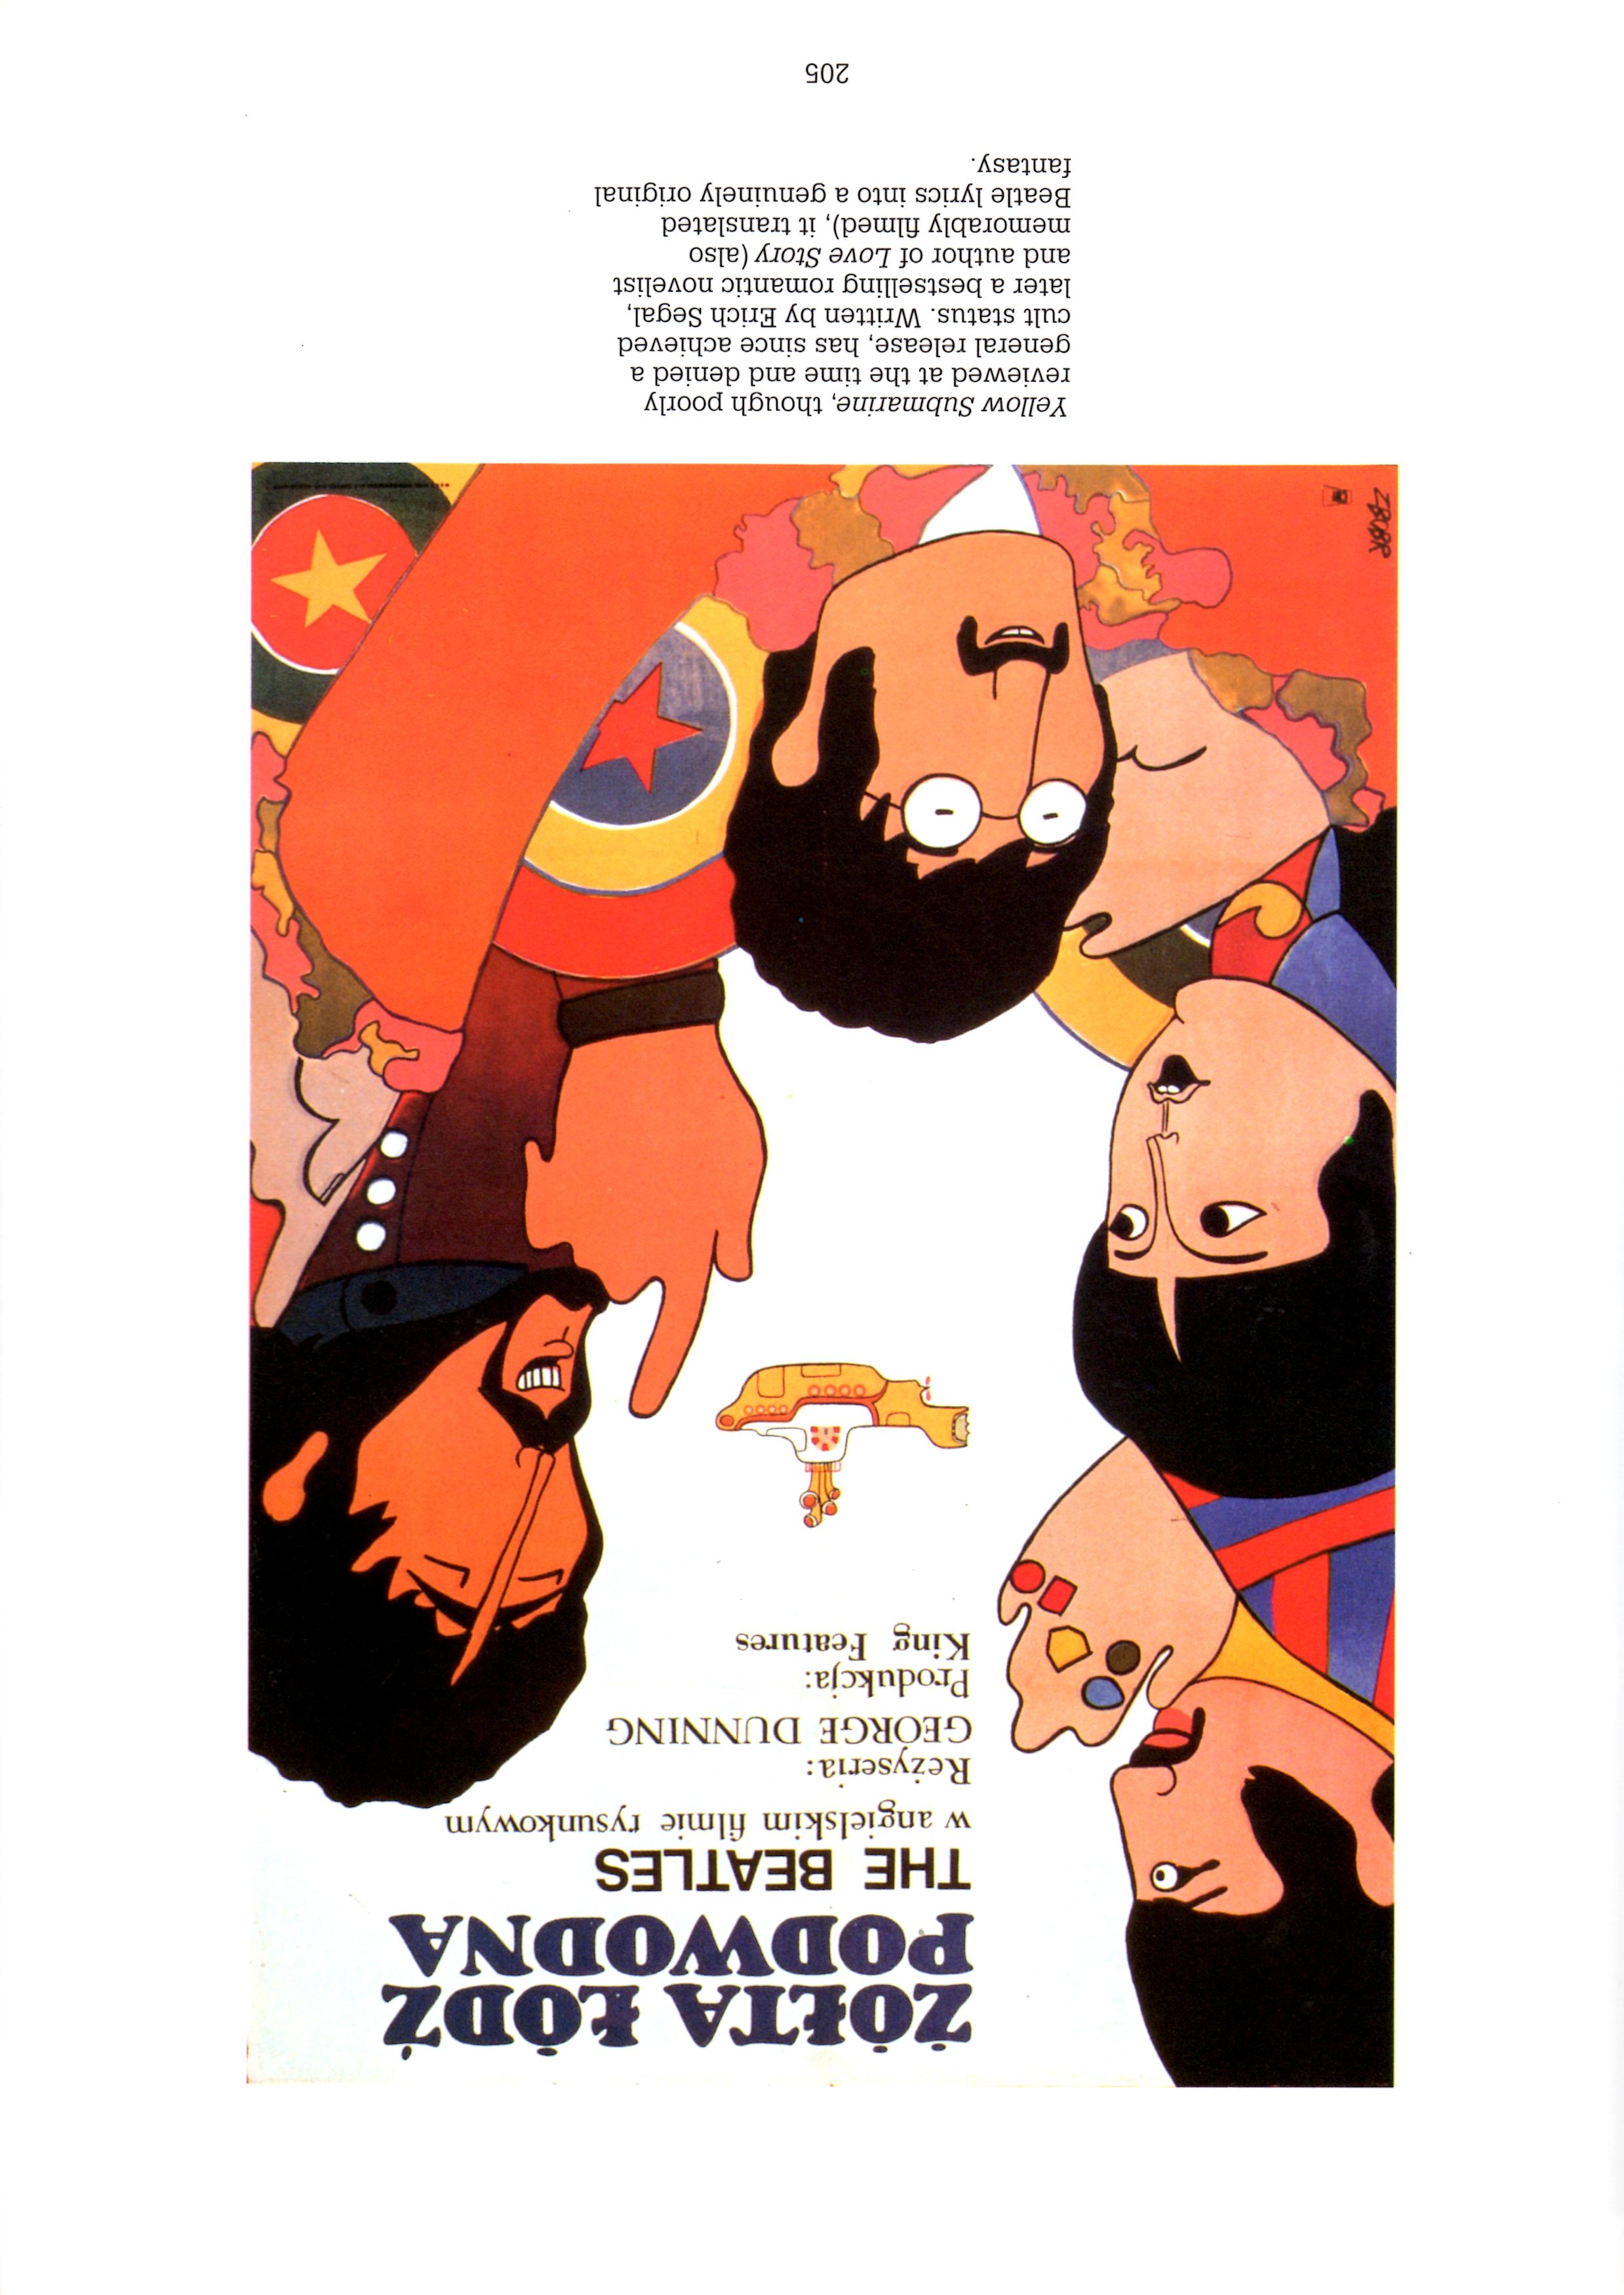 ŻÓŁTA ŁÓDŹ
PODWODNA
THE BEATLES
w angielskim filmie rysunkowym
Reżyseria:
GEORGE DUNNING
Produkcja:
King Features
ZBOBR
Yellow Submarine, though poorly
reviewed at the time and denied a
general release, has since achieved
cult status. Written by Erich Segal,
later a bestselling romantic novelist
and author of Love Story (also
memorably filmed), it translated
Beatle lyrics into a genuinely original
fantasy.
205